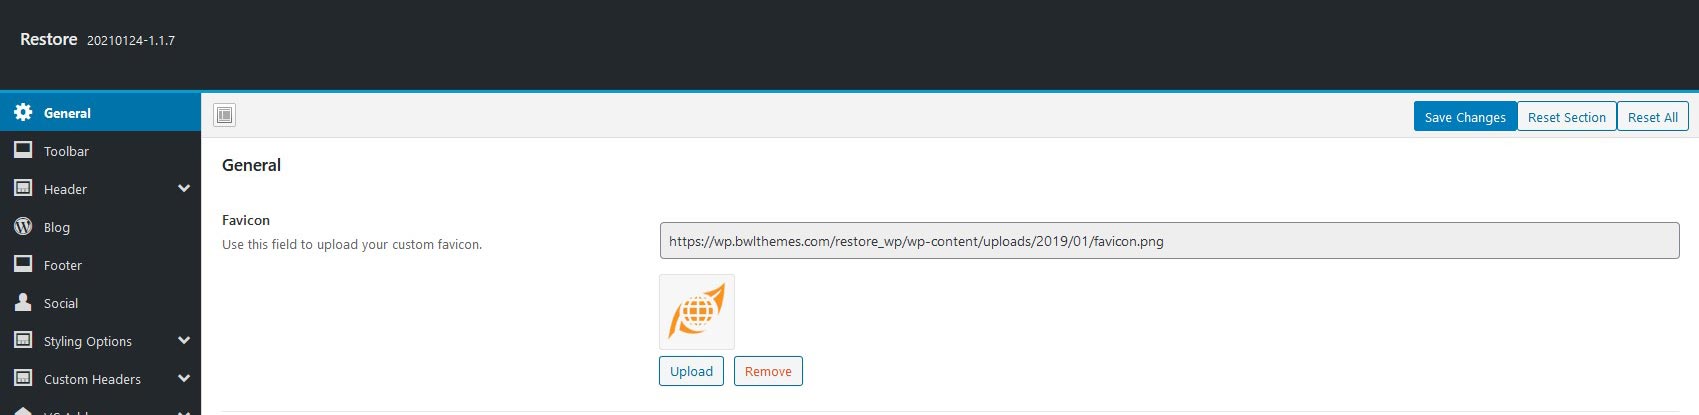 Restore 20210124-1.1.7
General
Toolbar
Header
Blog
Footer
Social
Styling Options
Custom Headers
Save Changes
Reset Section
Reset All
General
Favicon
Use this field to upload your custom favicon.
https://wp.bwlthemes.com/restore_wp/wp-content/uploads/2019/01/favicon.png
Upload
Remove